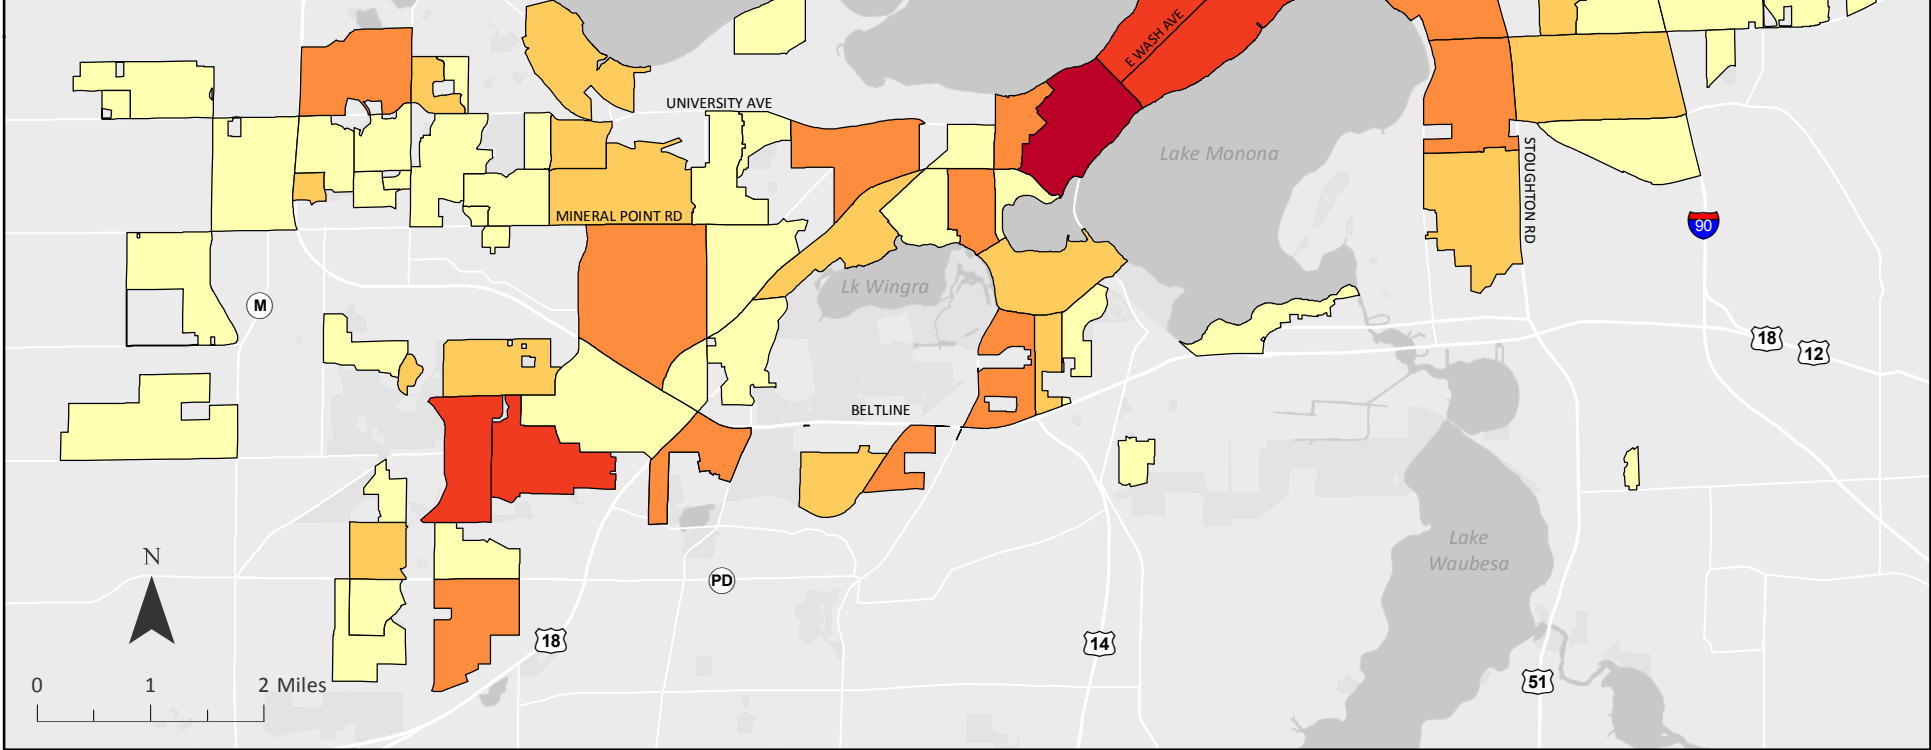 E WASH AVE
UNIVERSITY AVE
Lake Monona
STOUGHTON RD
MINERAL POINT RD
90
Lk Wingra
M
18
12
BELTLINE
Lake
Waubesa
N
PD
18
14
51
0 1 2 Miles